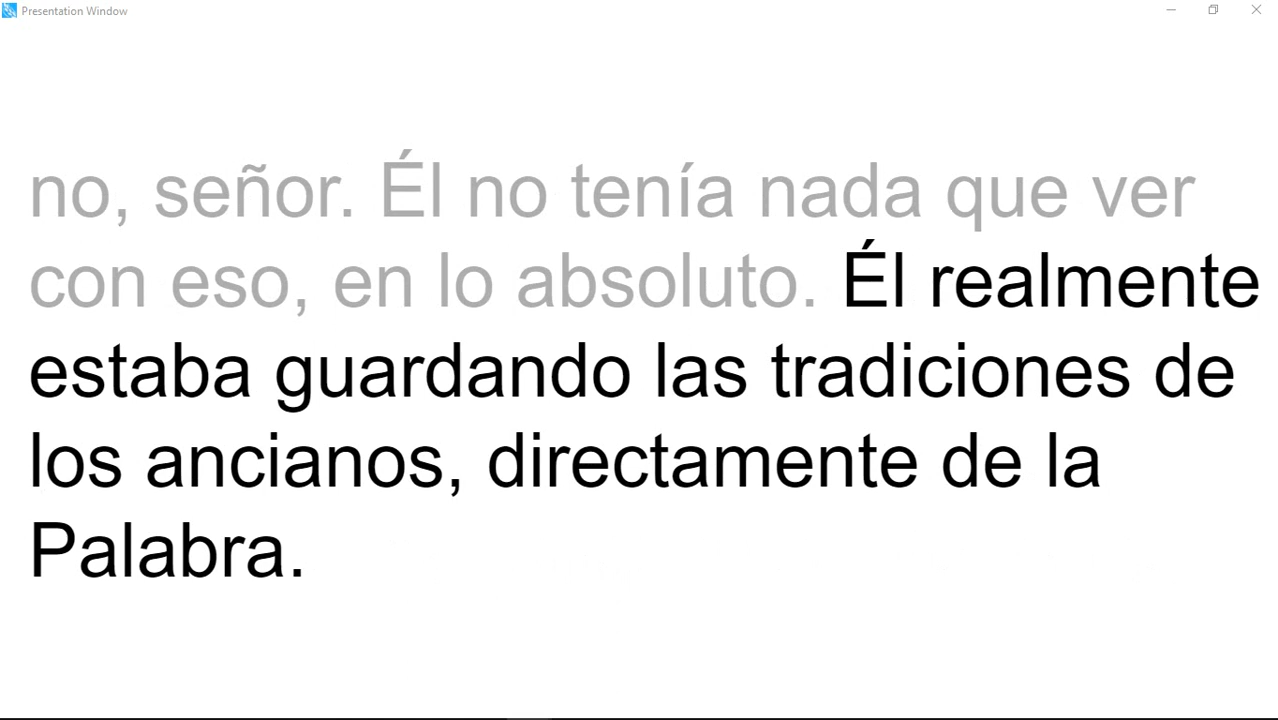 Presentation Window
no, señor. Él no tenía nada que ver
con eso, en lo absoluto. Él realmente
estaba guardando las tradiciones de
los ancianos, directamente de la
Palabra.